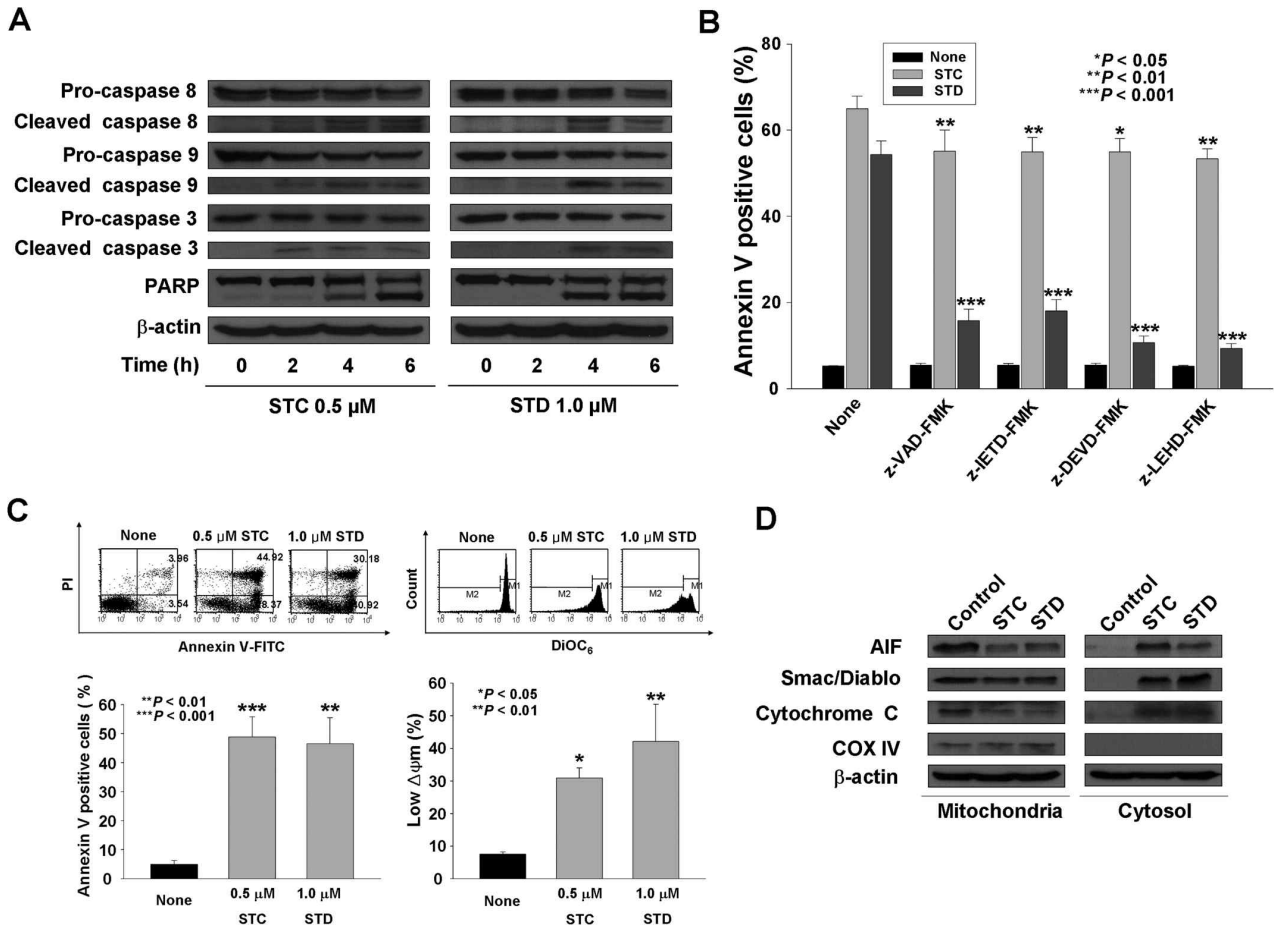 A
Pro-caspase 8
Cleaved caspase 8
Pro-caspase 9
Cleaved caspase 9
Pro-caspase 3
Cleaved caspase 3
PARP
β-actin
Time (h) 0 2 4 6 0 2 4 6
STC 0.5 µM STD 1.0 µM
B
Annexin V positive cells (%)
80
60
40
20
0
None
STC
STD
*P < 0.05
**P < 0.01
***P < 0.001
** ** * **
*** *** *** ***
None z-VAD-FMK z-IETD-FMK z-DEVD-FMK z-LEHD-FMK
C
None 0.5 µM STC 1.0 µM STD
PI
3.96 44.92 30.18
3.54
Annexin V-FITC
None 0.5 µM STC 1.0 µM STD
Count
M1 M1 M1
M2 M2 M2
DiOC6
Annexin V positive cells (%)
80
70
60
50
40
30
20
10
0
**P < 0.01
***P < 0.001
*** **
None 0.5 µM 1.0 µM
STC STD
Low Δψm (%)
60
50
40
30
20
10
0
*P < 0.05
**P < 0.01
* **
None 0.5 µM 1.0 µM
STC STD
D
Control STC STD Control STC STD
AIF
Smac/Diablo
Cytochrome C
COX IV
β-actin
Mitochondria Cytosol